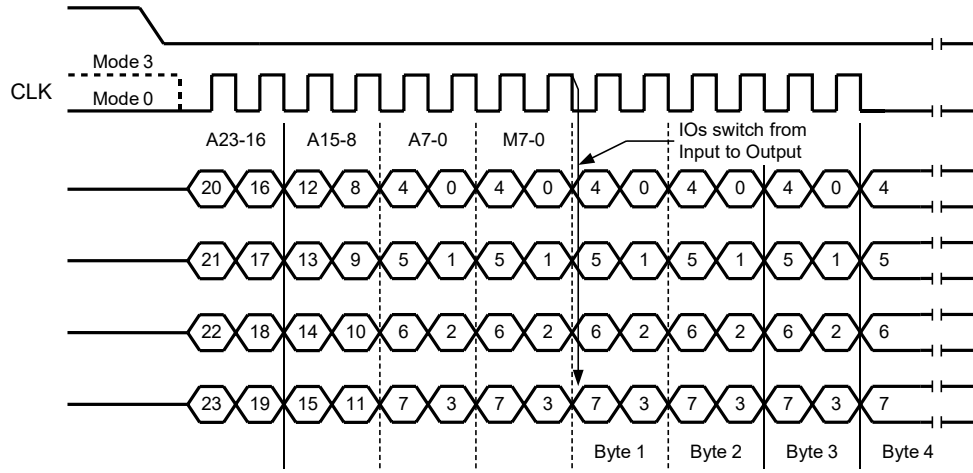 Mode 3
CLK
Mode 0
A23-16 A15-8 A7-0 M7-0
IOs switch from
Input to Output
20 16 12 8 4 0 4 0 4 0 4 0 4 0 4
21 17 13 9 5 1 5 1 5 1 5 1 5 1 5
22 18 14 10 6 2 6 2 6 2 6 2 6 2 6
23 19 15 11 7 3 7 3 7 3 7 3 7 3 7
Byte 1 Byte 2 Byte 3 Byte 4